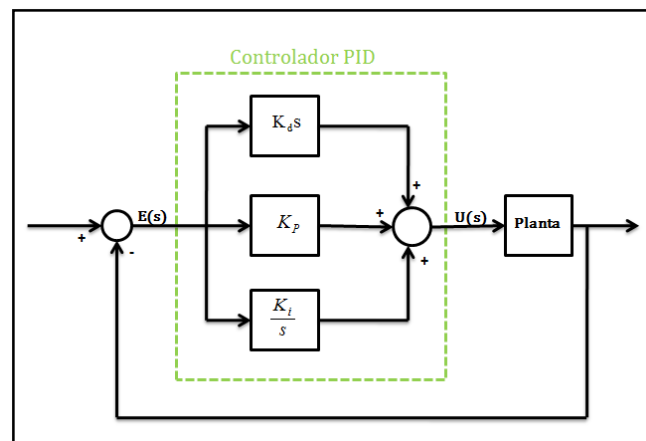 Controlador PID
K_d s
+
E(s)
K_P
+
U(s)
Planta
+
-
+
K_i
s